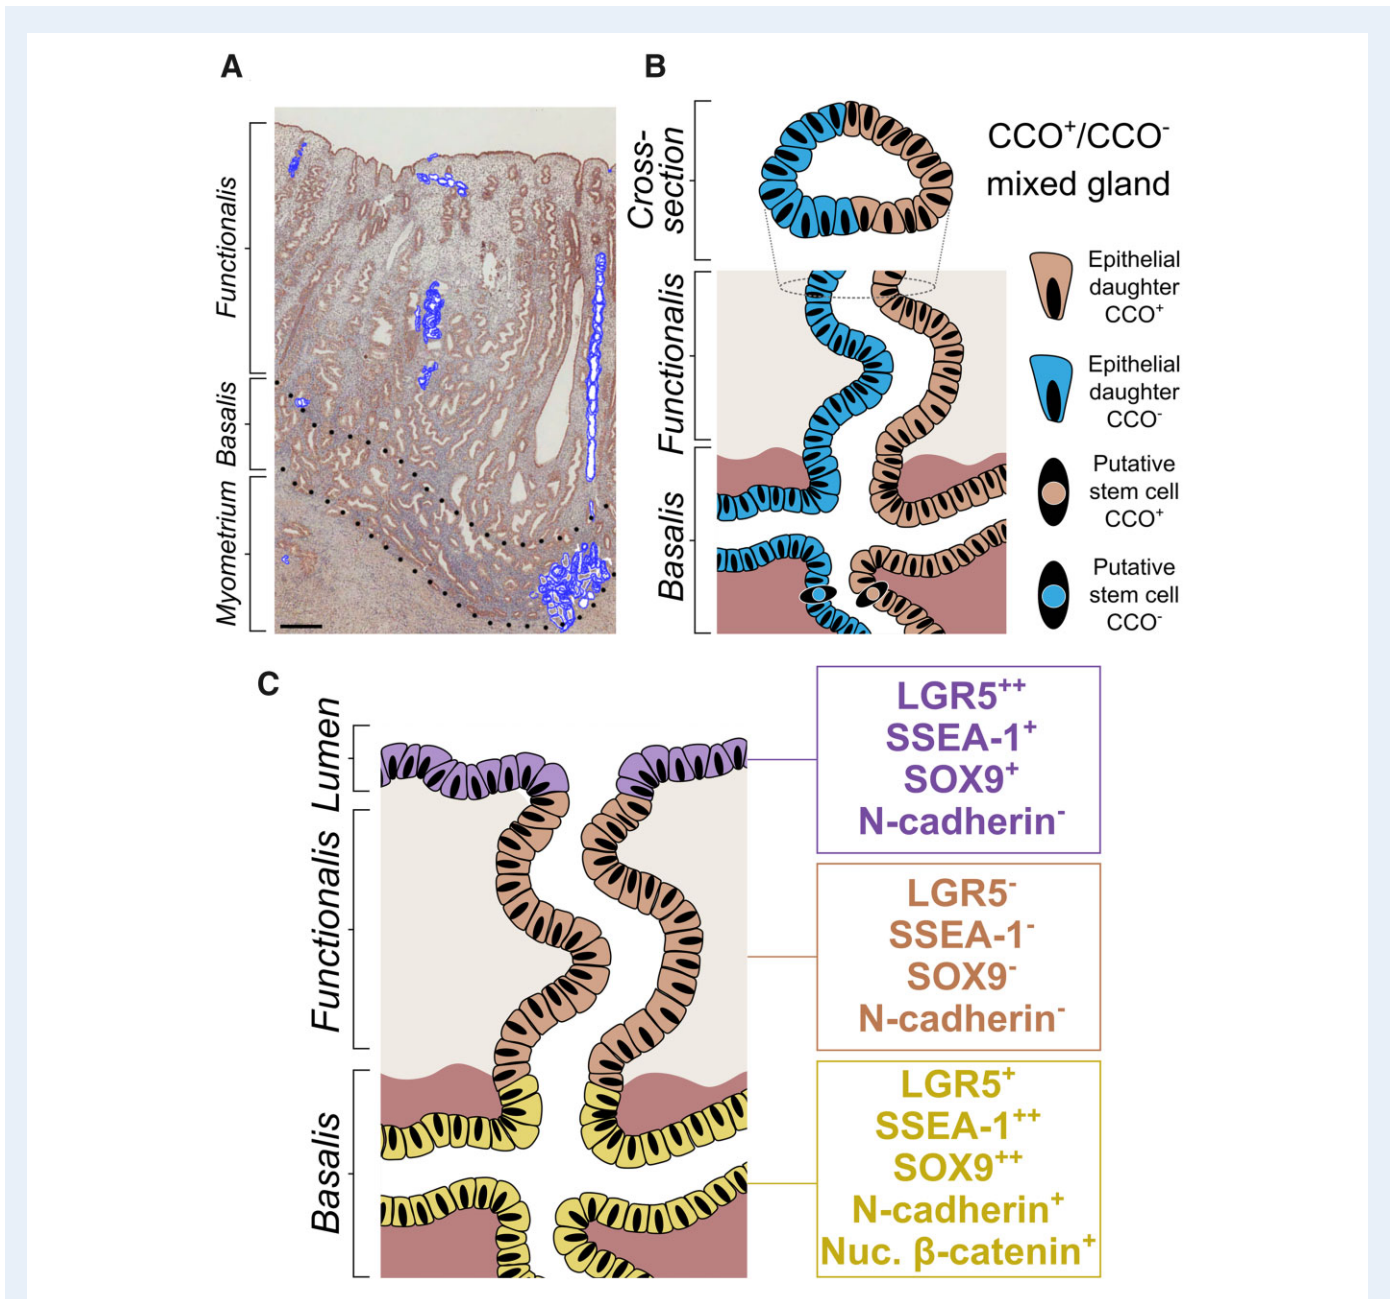 A
Functionalis
Basalis
Myometrium
B
Cross-
section
Functionalis
Basalis
CCO⁺/CCO⁻
mixed gland
Epithelial
daughter
CCO⁺
Epithelial
daughter
CCO⁻
Putative
stem cell
CCO⁺
Putative
stem cell
CCO⁻
C
Lumen
Functionalis
Basalis
LGR5⁺⁺
SSEA-1⁺
SOX9⁺
N-cadherin⁻
LGR5⁻
SSEA-1⁻
SOX9⁻
N-cadherin⁻
LGR5⁺
SSEA-1⁺⁺
SOX9⁺⁺
N-cadherin⁺
Nuc. β-catenin⁺